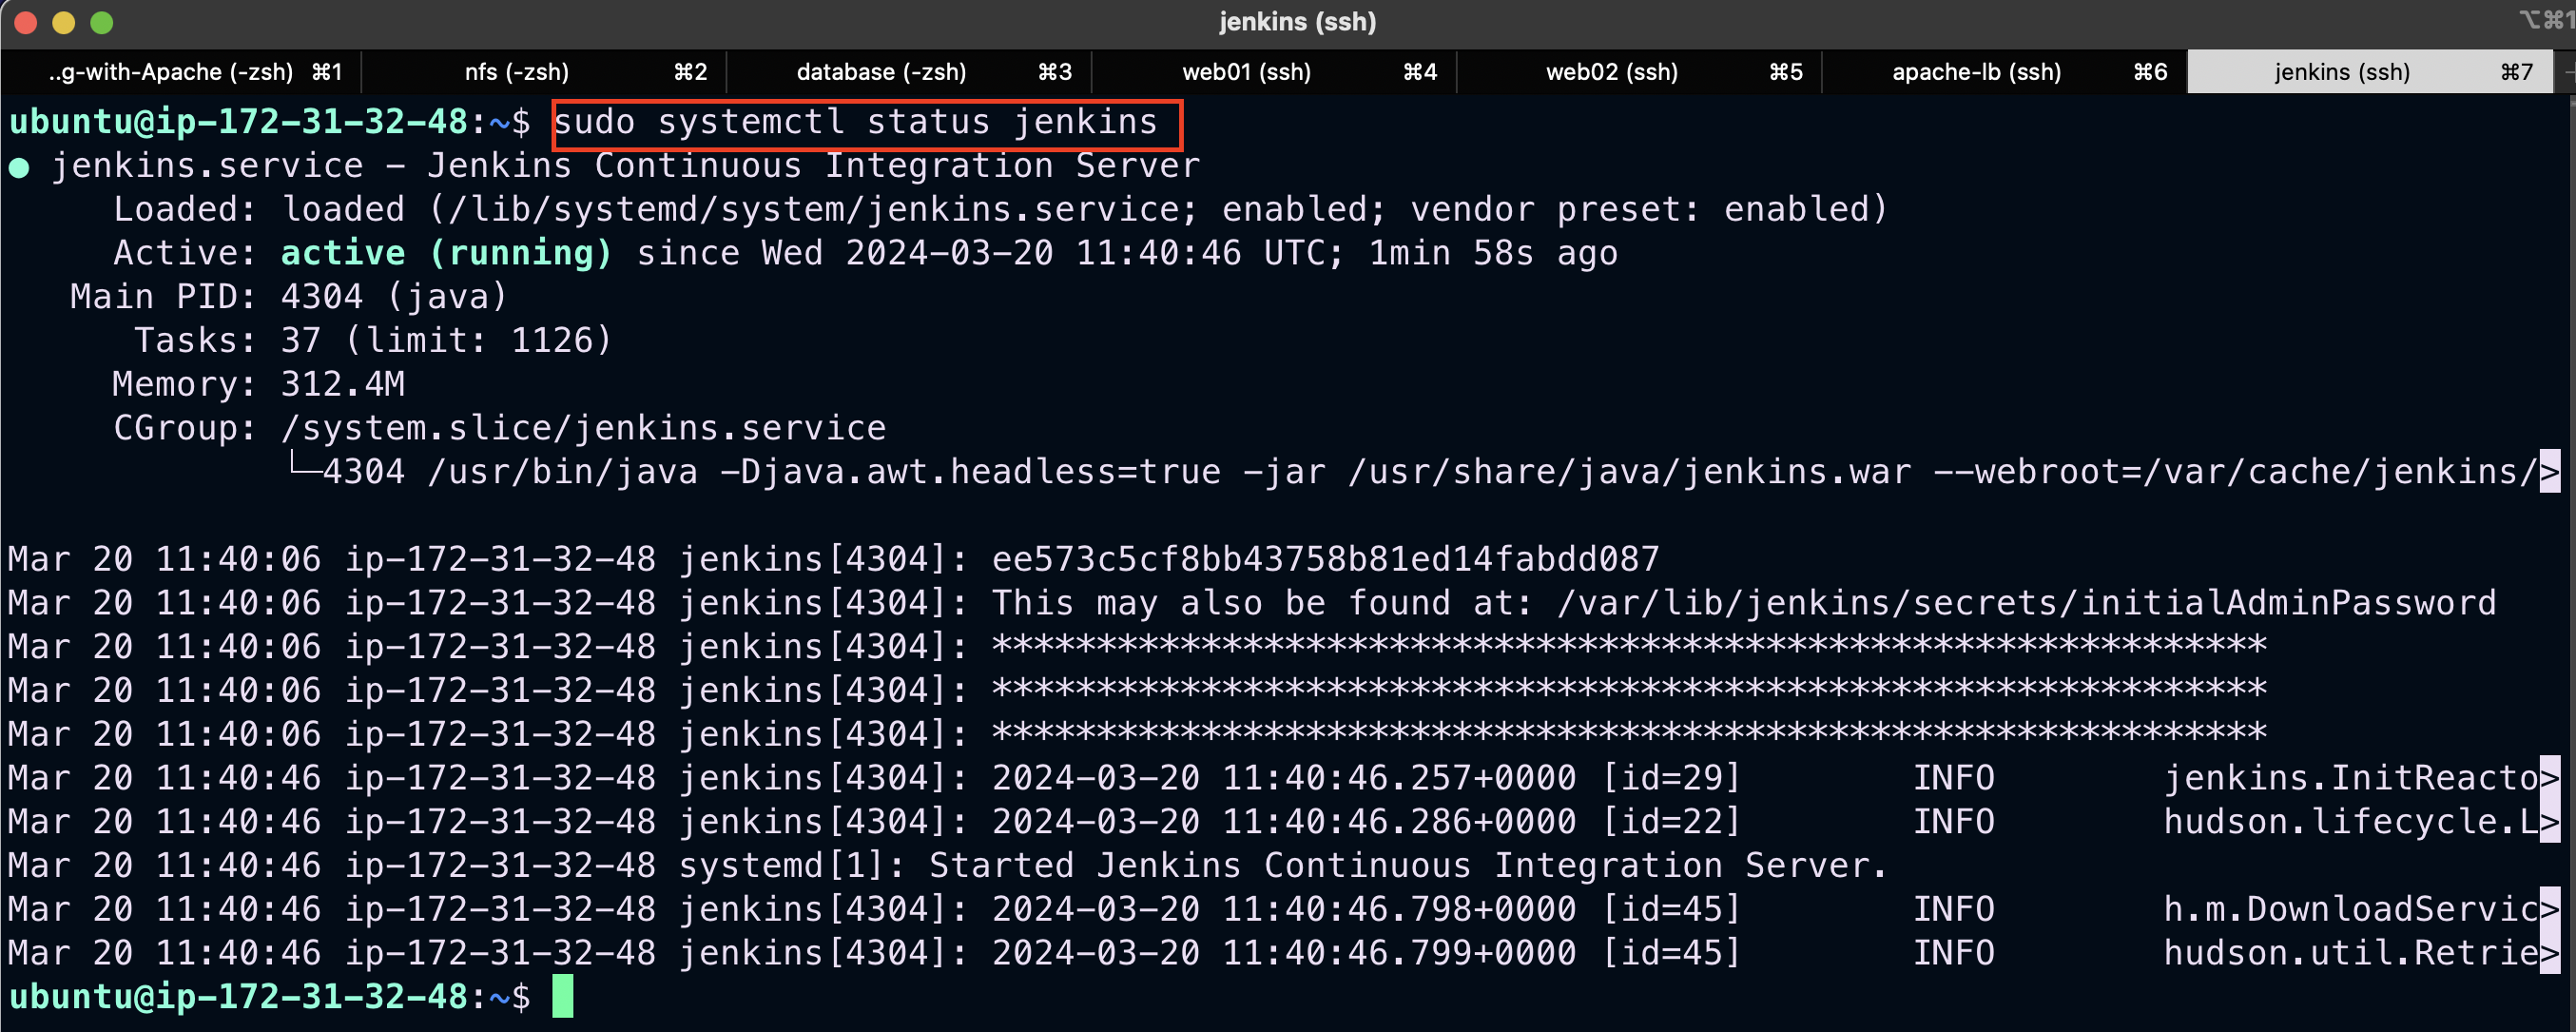 jenkins (ssh) ⌥⌘1
..g-with-Apache (-zsh) ⌘1 nfs (-zsh) ⌘2 database (-zsh) ⌘3 web01 (ssh) ⌘4 web02 (ssh) ⌘5 apache-lb (ssh) ⌘6 jenkins (ssh) ⌘7
ubuntu@ip-172-31-32-48:~$ sudo systemctl status jenkins
● jenkins.service - Jenkins Continuous Integration Server
Loaded: loaded (/lib/systemd/system/jenkins.service; enabled; vendor preset: enabled)
Active: active (running) since Wed 2024-03-20 11:40:46 UTC; 1min 58s ago
Main PID: 4304 (java)
Tasks: 37 (limit: 1126)
Memory: 312.4M
CGroup: /system.slice/jenkins.service
└─4304 /usr/bin/java -Djava.awt.headless=true -jar /usr/share/java/jenkins.war --webroot=/var/cache/jenkins/>
Mar 20 11:40:06 ip-172-31-32-48 jenkins[4304]: ee573c5cf8bb43758b81ed14fabdd087
Mar 20 11:40:06 ip-172-31-32-48 jenkins[4304]: This may also be found at: /var/lib/jenkins/secrets/initialAdminPassword
Mar 20 11:40:06 ip-172-31-32-48 jenkins[4304]: *************************************************************
Mar 20 11:40:06 ip-172-31-32-48 jenkins[4304]: *************************************************************
Mar 20 11:40:06 ip-172-31-32-48 jenkins[4304]: *************************************************************
Mar 20 11:40:46 ip-172-31-32-48 jenkins[4304]: 2024-03-20 11:40:46.257+0000 [id=29] INFO jenkins.InitReacto>
Mar 20 11:40:46 ip-172-31-32-48 jenkins[4304]: 2024-03-20 11:40:46.286+0000 [id=22] INFO hudson.lifecycle.L>
Mar 20 11:40:46 ip-172-31-32-48 systemd[1]: Started Jenkins Continuous Integration Server.
Mar 20 11:40:46 ip-172-31-32-48 jenkins[4304]: 2024-03-20 11:40:46.798+0000 [id=45] INFO h.m.DownloadServic>
Mar 20 11:40:46 ip-172-31-32-48 jenkins[4304]: 2024-03-20 11:40:46.799+0000 [id=45] INFO hudson.util.Retrie>
ubuntu@ip-172-31-32-48:~$